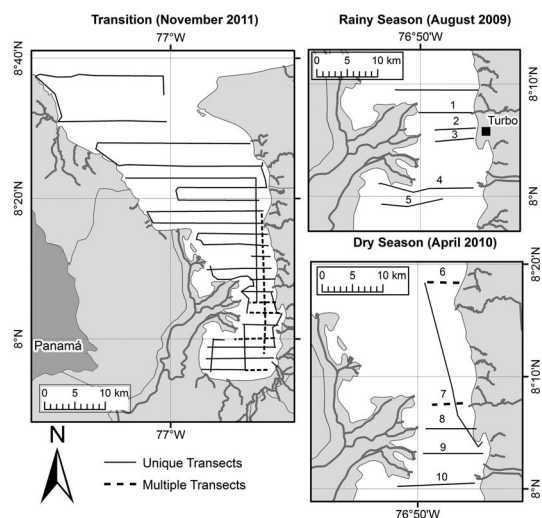 Transition (November 2011)
77°W
8°40'N
8°20'N
8°N
Panamá
0 5 10 km
77°W
N
Unique Transects
Multiple Transects
Rainy Season (August 2009)
76°50'W
0 5 10 km
8°10'N
1
2
Turbo
3
4
5
8°N
Dry Season (April 2010)
8°20'N
0 5 10 km
6
8°10'N
7
8
9
10
8°N
76°50'W